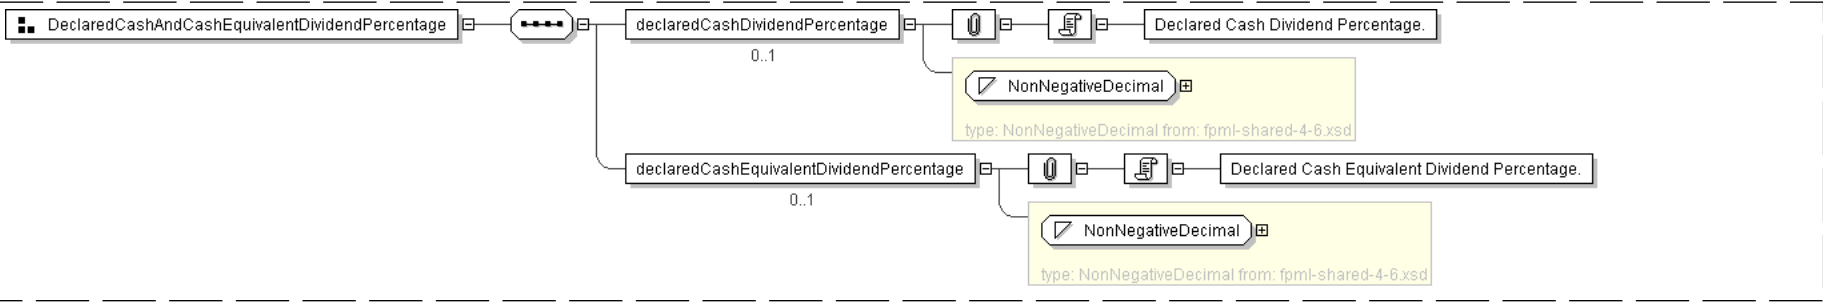 DeclaredCashAndCashEquivalentDividendPercentage
declaredCashDividendPercentage
Declared Cash Dividend Percentage.
0..1
NonNegativeDecimal
type: NonNegativeDecimal from: fpml-shared-4-6.xsd
declaredCashEquivalentDividendPercentage
Declared Cash Equivalent Dividend Percentage.
0..1
NonNegativeDecimal
type: NonNegativeDecimal from: fpml-shared-4-6.xsd